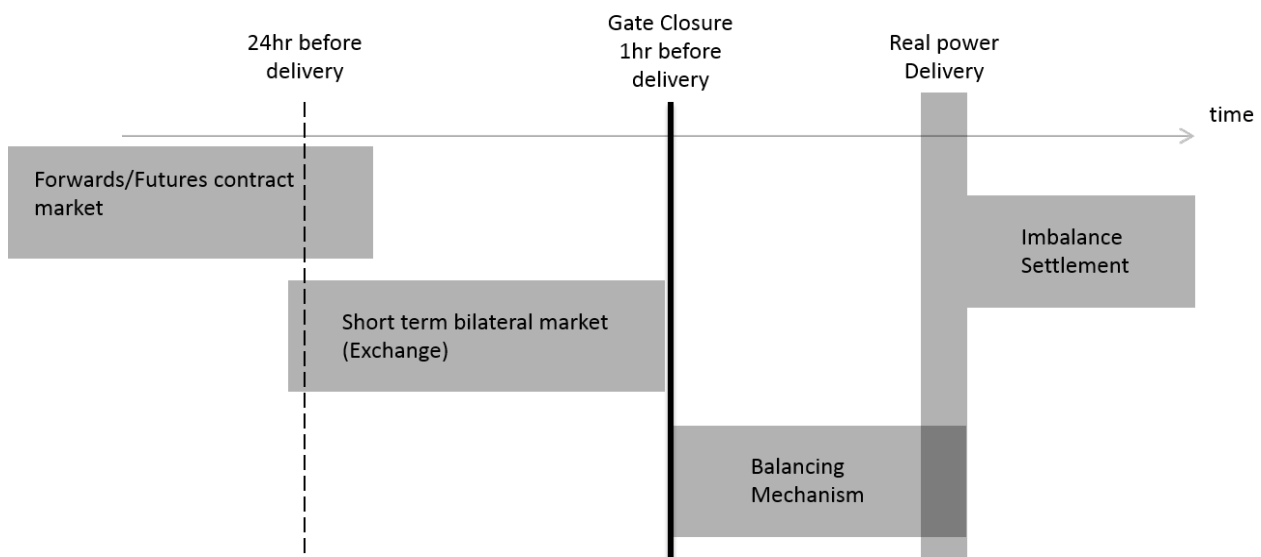 24hr before
delivery
Gate Closure
1hr before
delivery
Real power
Delivery
time
Forwards/Futures contract
market
Short term bilateral market
(Exchange)
Imbalance
Settlement
Balancing
Mechanism